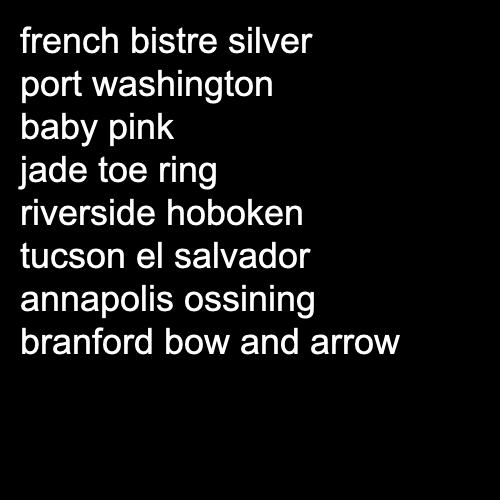 french bistre silver
port washington
baby pink
jade toe ring
riverside hoboken
tucson el salvador
annapolis ossining
branford bow and arrow